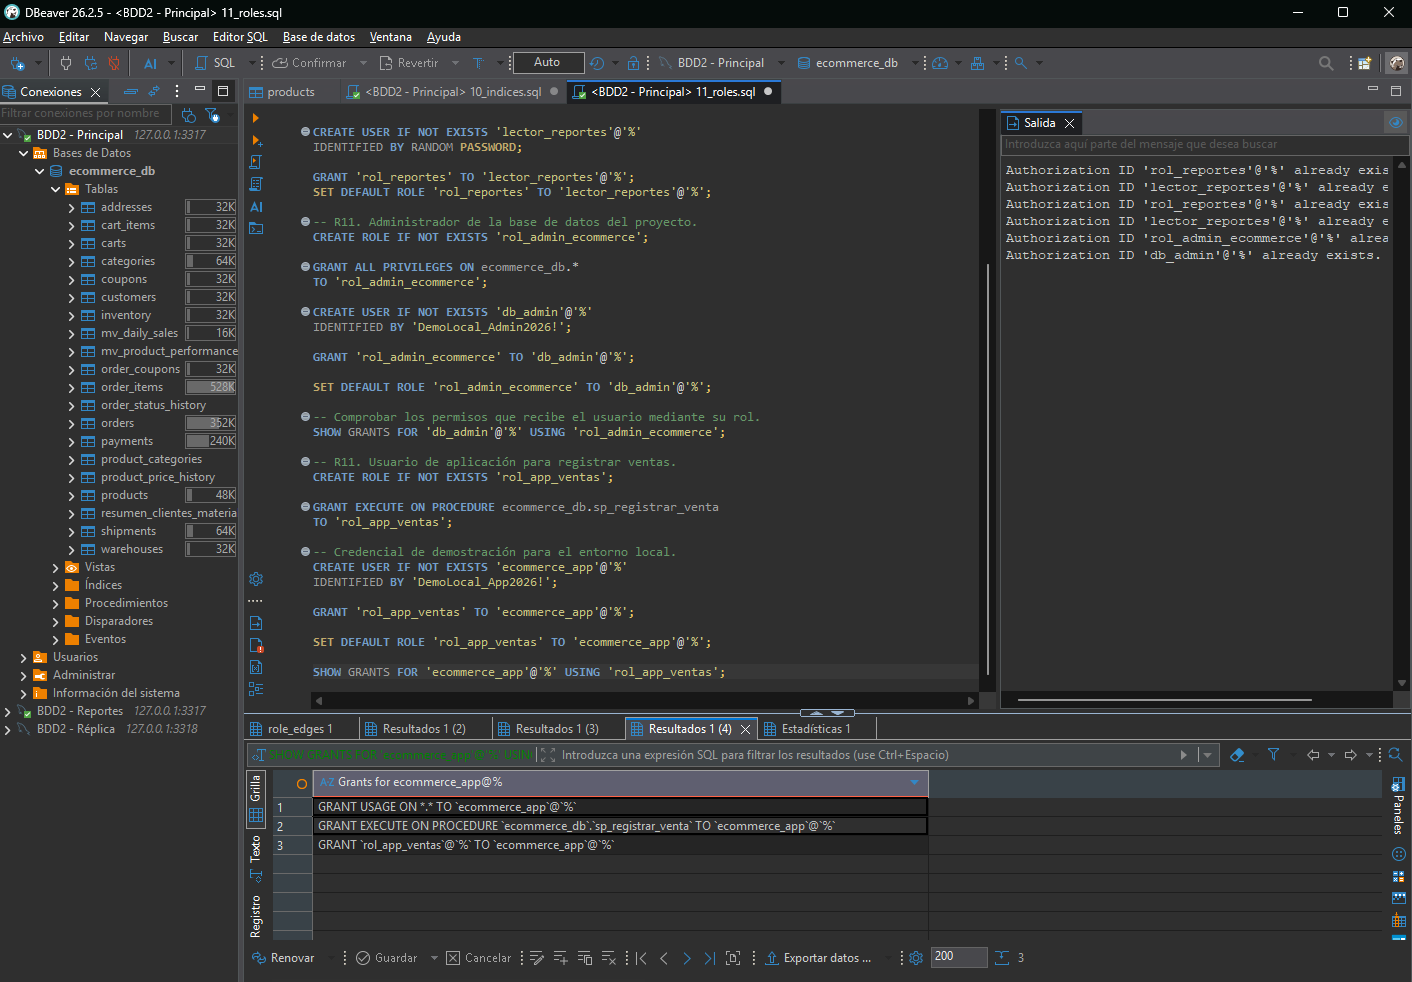 DBeaver 26.2.5 - <BDD2 - Principal> 11_roles.sql
Archivo Editar Navegar Buscar Editor SQL Base de datos Ventana Ayuda
AI SQL Confirmar Revertir Auto BDD2 - Principal ecommerce_db
Conexiones
products
<BDD2 - Principal> 10_indices.sql
<BDD2 - Principal> 11_roles.sql
Filtrar conexiones por nombre
BDD2 - Principal 127.0.0.1:3317
Bases de Datos
ecommerce_db
Tablas
addresses 32K
cart_items 32K
carts 32K
categories 64K
coupons 32K
customers 32K
inventory 32K
mv_daily_sales 16K
mv_product_performance
order_coupons 32K
order_items 528K
order_status_history
orders 352K
payments 240K
product_categories
product_price_history
products 48K
resumen_clientes_materia
shipments 64K
warehouses 32K
Vistas
Índices
Procedimientos
Disparadores
Eventos
Usuarios
Administrar
Información del sistema
BDD2 - Reportes 127.0.0.1:3317
BDD2 - Réplica 127.0.0.1:3318
AI
CREATE USER IF NOT EXISTS 'lector_reportes'@'%'
IDENTIFIED BY RANDOM PASSWORD;
GRANT 'rol_reportes' TO 'lector_reportes'@'%';
SET DEFAULT ROLE 'rol_reportes' TO 'lector_reportes'@'%';
-- R11. Administrador de la base de datos del proyecto.
CREATE ROLE IF NOT EXISTS 'rol_admin_ecommerce';
GRANT ALL PRIVILEGES ON ecommerce_db.*
TO 'rol_admin_ecommerce';
CREATE USER IF NOT EXISTS 'db_admin'@'%'
IDENTIFIED BY 'DemoLocal_Admin2026!';
GRANT 'rol_admin_ecommerce' TO 'db_admin'@'%';
SET DEFAULT ROLE 'rol_admin_ecommerce' TO 'db_admin'@'%';
-- Comprobar los permisos que recibe el usuario mediante su rol.
SHOW GRANTS FOR 'db_admin'@'%' USING 'rol_admin_ecommerce';
-- R11. Usuario de aplicación para registrar ventas.
CREATE ROLE IF NOT EXISTS 'rol_app_ventas';
GRANT EXECUTE ON PROCEDURE ecommerce_db.sp_registrar_venta
TO 'rol_app_ventas';
-- Credencial de demostración para el entorno local.
CREATE USER IF NOT EXISTS 'ecommerce_app'@'%'
IDENTIFIED BY 'DemoLocal_App2026!';
GRANT 'rol_app_ventas' TO 'ecommerce_app'@'%';
SET DEFAULT ROLE 'rol_app_ventas' TO 'ecommerce_app'@'%';
SHOW GRANTS FOR 'ecommerce_app'@'%' USING 'rol_app_ventas';
Salida
Introduzca aquí parte del mensaje que desea buscar
Authorization ID 'rol_reportes'@'%' already exis
Authorization ID 'lector_reportes'@'%' already e
Authorization ID 'rol_reportes'@'%' already exis
Authorization ID 'lector_reportes'@'%' already e
Authorization ID 'rol_admin_ecommerce'@'%' alrea
Authorization ID 'db_admin'@'%' already exists.
role_edges 1
Resultados 1 (2)
Resultados 1 (3)
Resultados 1 (4)
Estadísticas 1
SHOW GRANTS FOR 'ecommerce_app'@'%' USIN
Introduzca una expresión SQL para filtrar los resultados (use Ctrl+Espacio)
Grilla
Texto
Registro
A-Z Grants for ecommerce_app@%
1 GRANT USAGE ON *.* TO `ecommerce_app`@`%`
2 GRANT EXECUTE ON PROCEDURE `ecommerce_db`.`sp_registrar_venta` TO `ecommerce_app`@`%`
3 GRANT `rol_app_ventas`@`%` TO `ecommerce_app`@`%`
Paneles
Renovar Guardar Cancelar Exportar datos ... 200 3